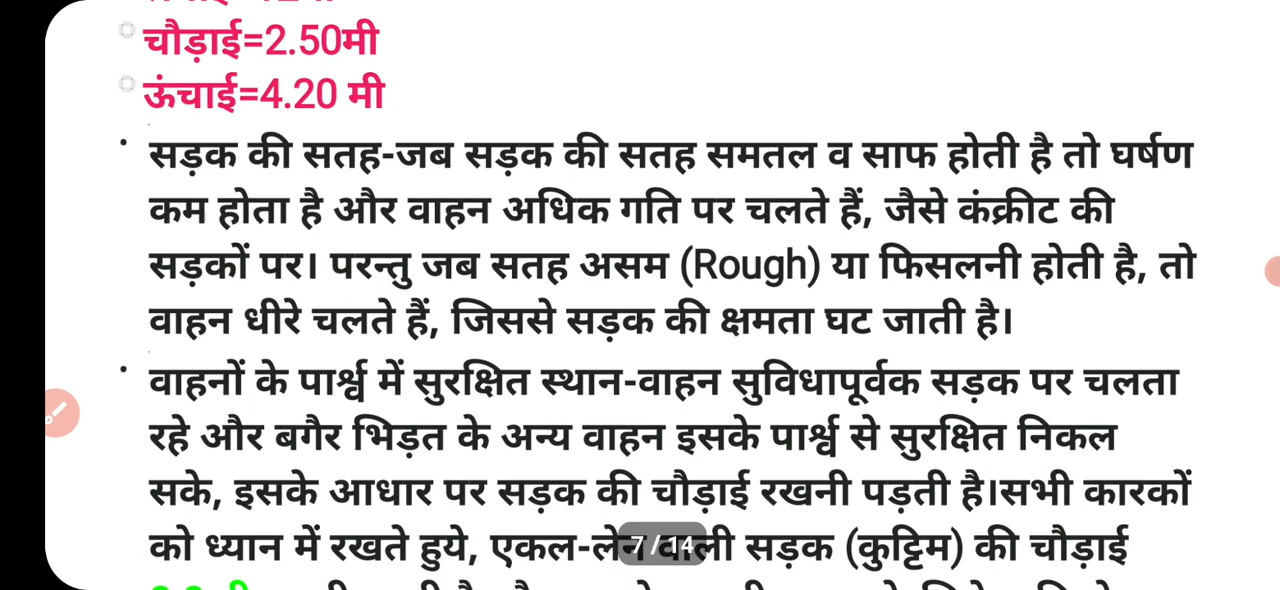 चौड़ाई=2.50मी
ऊंचाई=4.20 मी
सड़क की सतह-जब सड़क की सतह समतल व साफ होती है तो घर्षण
कम होता है और वाहन अधिक गति पर चलते हैं, जैसे कंक्रीट की
सड़कों पर। परन्तु जब सतह असम (Rough) या फिसलनी होती है, तो
वाहन धीरे चलते हैं, जिससे सड़क की क्षमता घट जाती है।
वाहनों के पार्श्व में सुरक्षित स्थान-वाहन सुविधापूर्वक सड़क पर चलता
रहे और बगैर भिड़त के अन्य वाहन इसके पार्श्व से सुरक्षित निकल
सके, इसके आधार पर सड़क की चौड़ाई रखनी पड़ती है।सभी कारकों
को ध्यान में रखते हुये, एकल-लेन वाली सड़क (कुट्टिम) की चौड़ाई
7 / 14